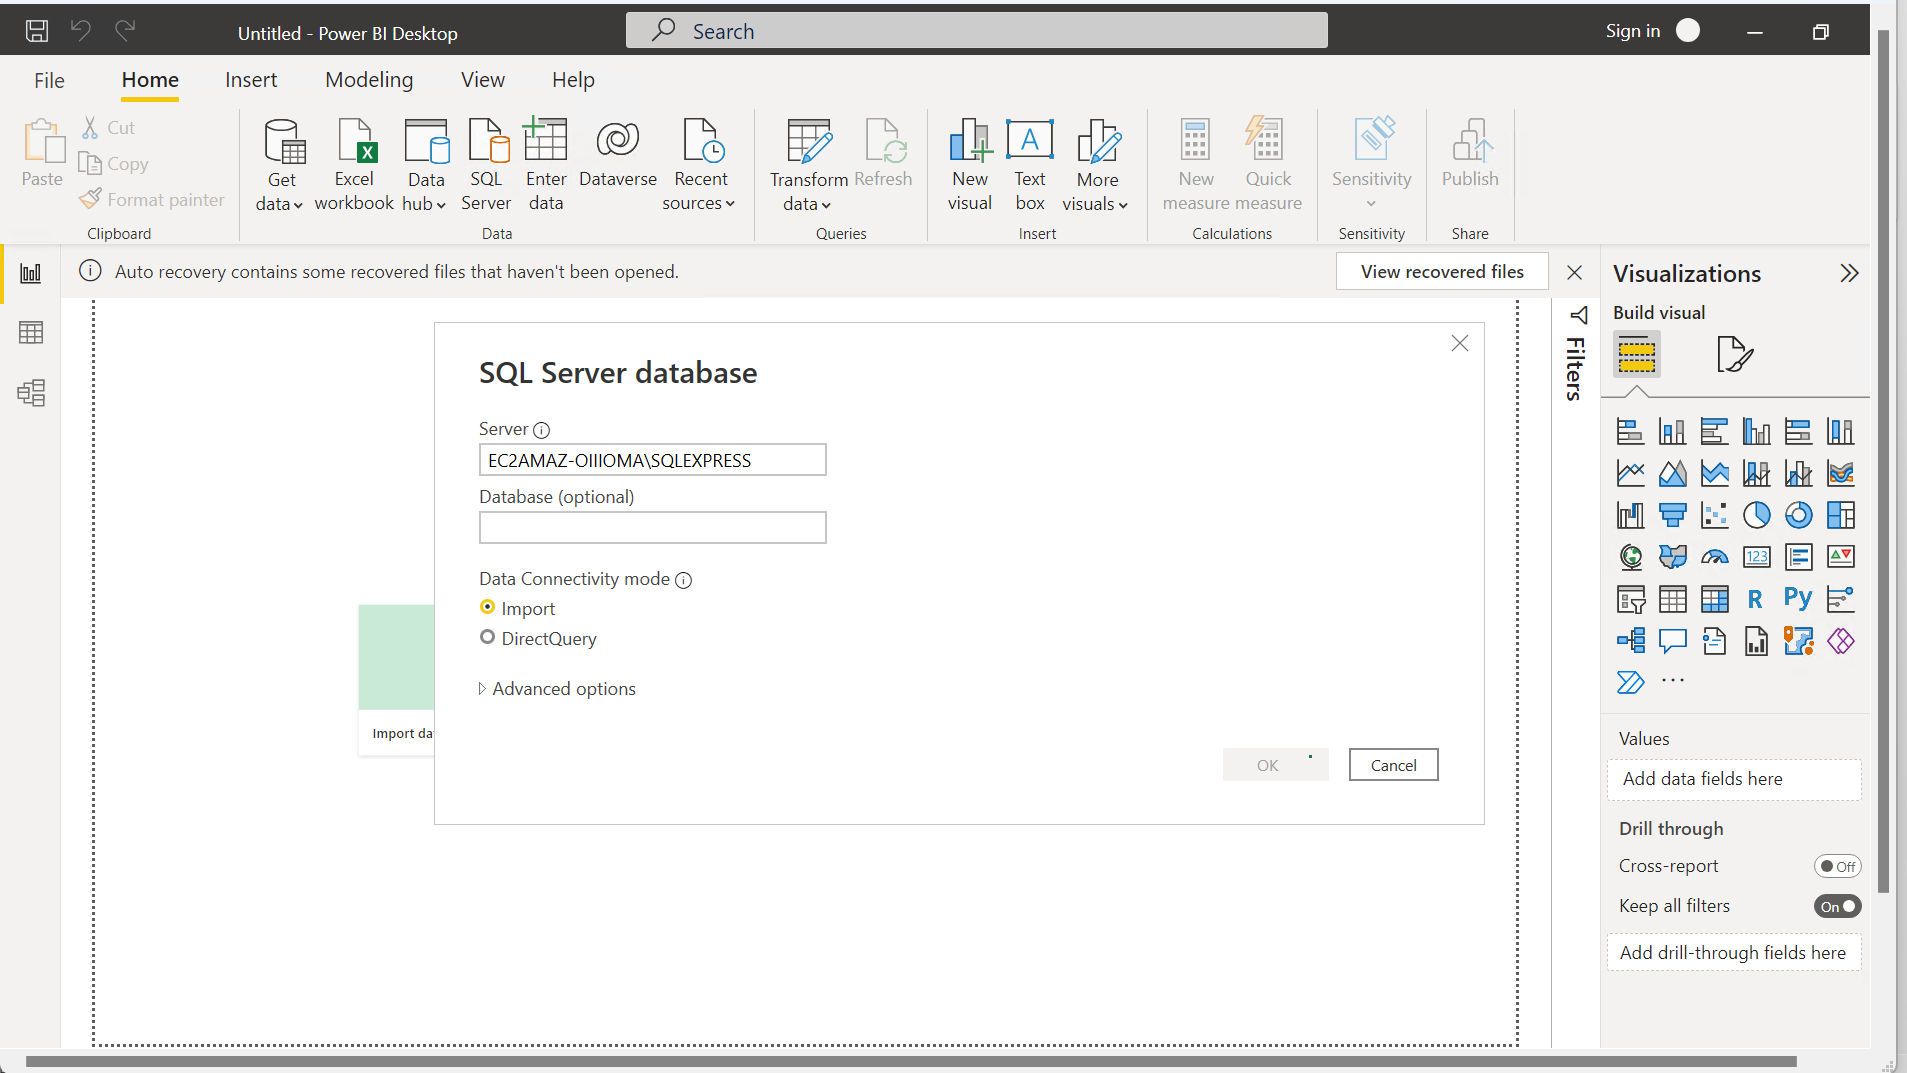 Untitled - Power BI Desktop
Search
Sign in
File
Home
Insert
Modeling
View
Help
Paste
Cut
Copy
Format painter
Clipboard
Get data
Excel workbook
Data hub
SQL Server
Enter data
Dataverse
Recent sources
Data
Transform data
Refresh
Queries
New visual
Text box
More visuals
Insert
New measure
Quick measure
Calculations
Sensitivity
Sensitivity
Publish
Share
Auto recovery contains some recovered files that haven't been opened.
View recovered files
Filters
SQL Server database
Server
EC2AMAZ-OIIIOMA\SQLEXPRESS
Database (optional)
Data Connectivity mode
Import
DirectQuery
Advanced options
OK
Cancel
Import da
Visualizations
Build visual
123
R
Py
Values
Add data fields here
Drill through
Cross-report
Off
Keep all filters
On
Add drill-through fields here